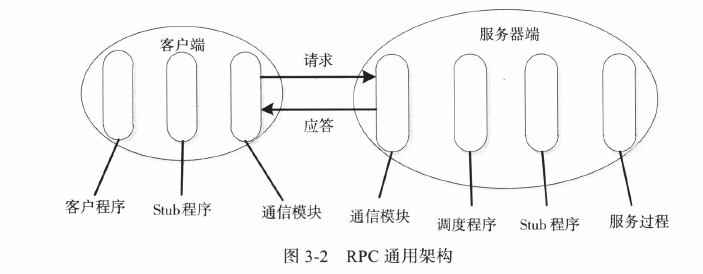 客户端
服务器端
请求
应答
客户程序
Stub 程序
通信模块
通信模块
调度程序
Stub 程序
服务过程
图 3-2 RPC 通用架构